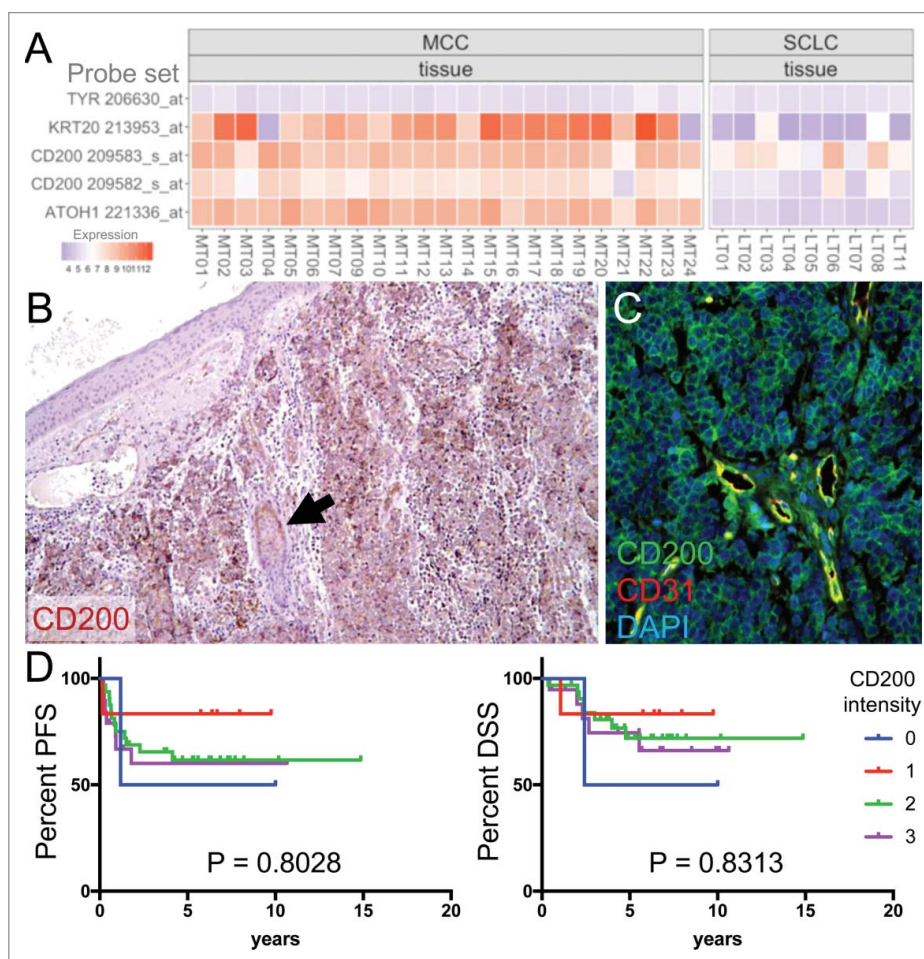 A
MCC
SCLC
Probe set
tissue
tissue
TYR 206630_at
KRT20 213953_at
CD200 209583_s_at
CD200 209582_s_at
ATOH1 221336_at
Expression
4 5 6 7 8 9 10 11 12
MT01 MT02 MT03 MT04 MT05 MT06 MT07 MT09 MT10 MT11 MT12 MT13 MT14 MT15 MT16 MT17 MT18 MT19 MT20 MT21 MT22 MT23 MT24
LT01 LT02 LT03 LT04 LT05 LT06 LT07 LT08 LT11
B
CD200
C
CD200
CD31
DAPI
D
Percent PFS
100
50
0
P = 0.8028
0 5 10 15 20
years
Percent DSS
100
50
0
P = 0.8313
0 5 10 15 20
years
CD200
intensity
0
1
2
3